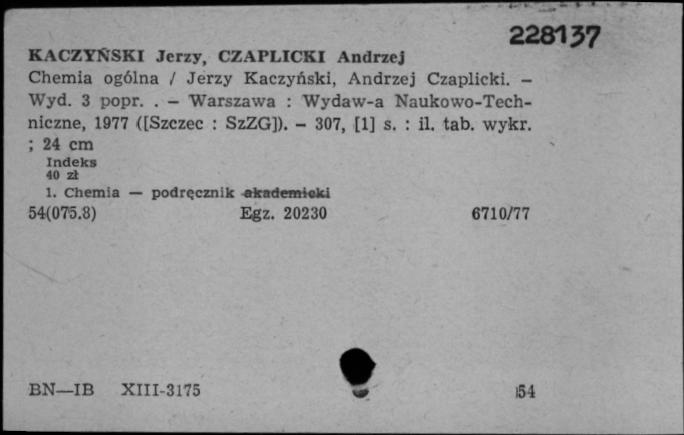 228137
KACZYŃSKI Jerzy, CZAPLICKI Andrzej
Chemia ogólna / Jerzy Kaczyński, Andrzej Czaplicki. –
Wyd. 3 popr. . – Warszawa : Wydaw-a Naukowo-Tech-
niczne, 1977 ([Szczec : SzZG]). – 307, [1] s. : il. tab. wykr.
; 24 cm
Indeks
40 zł
1. Chemia — podręcznik akademicki
54(075.8) Egz. 20230 6710/77
BN—IB XIII-3175 54